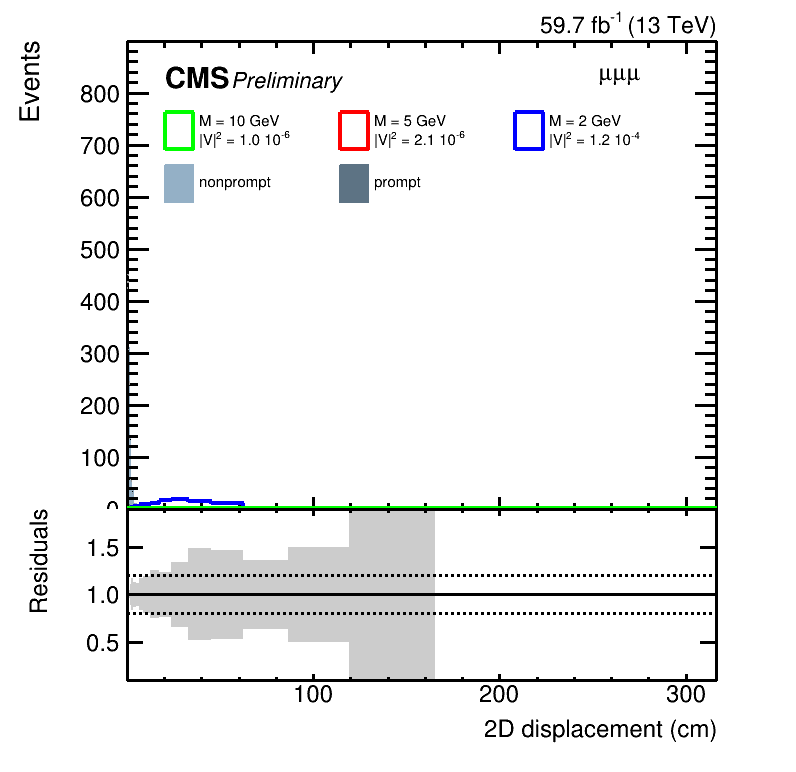 59.7 fb⁻¹ (13 TeV)
Events
CMS Preliminary
μμμ
M = 10 GeV
|V|² = 1.0 10⁻⁶
M = 5 GeV
|V|² = 2.1 10⁻⁶
M = 2 GeV
|V|² = 1.2 10⁻⁴
nonprompt
prompt
800
700
600
500
400
300
200
100
0
Residuals
1.5
1.0
0.5
100
200
300
2D displacement (cm)